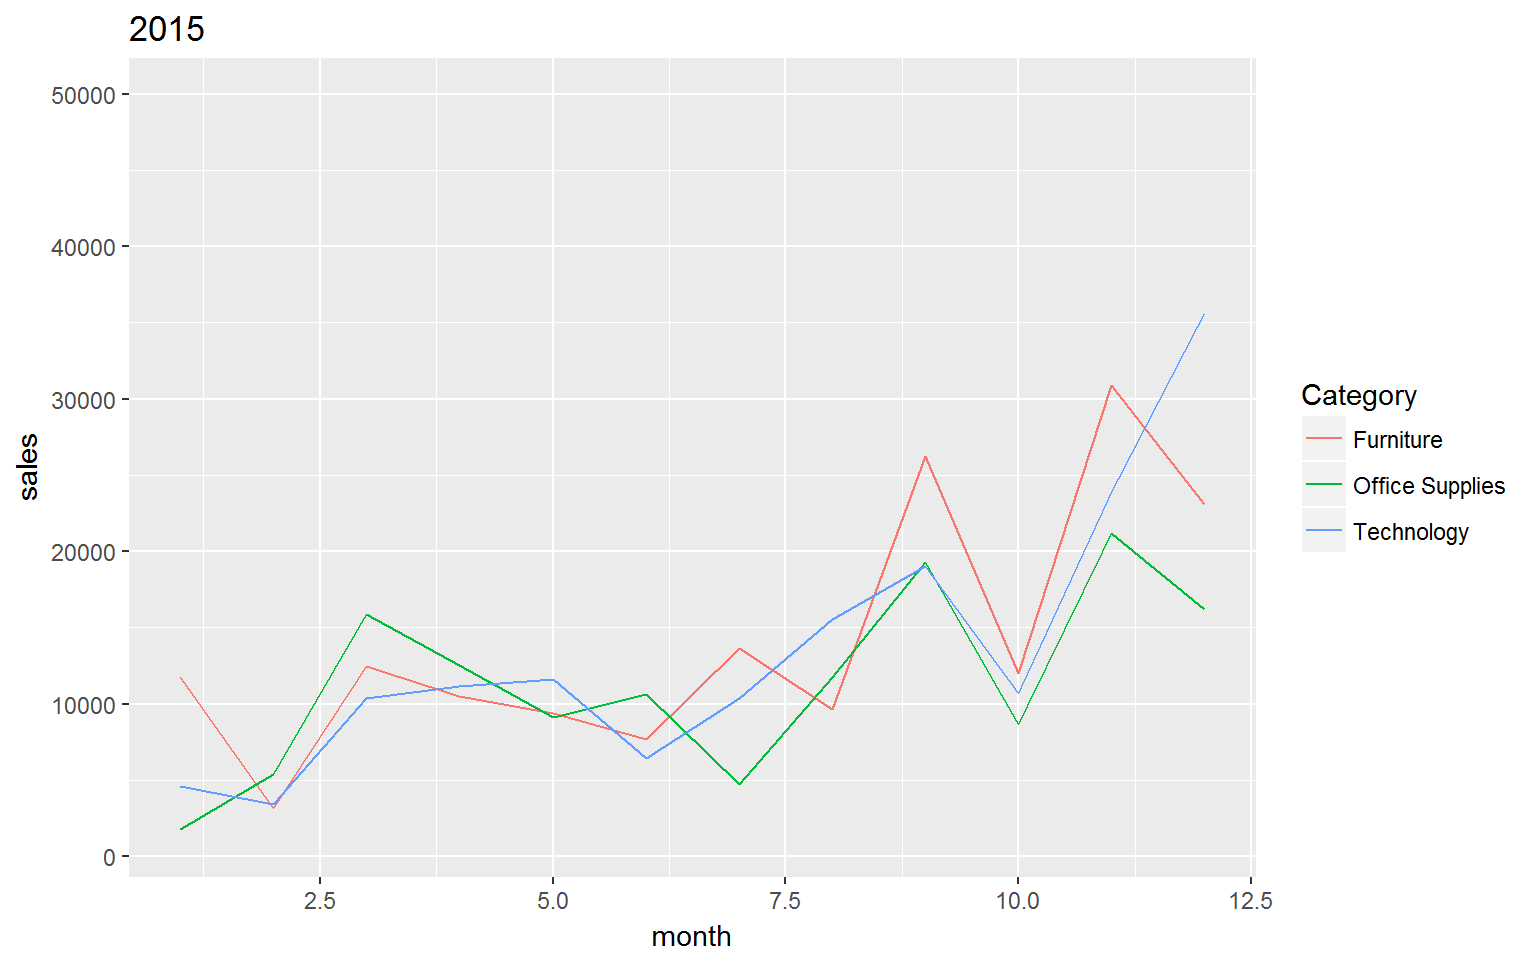 2015
50000
40000
30000
20000
10000
0
sales
2.5 5.0 7.5 10.0 12.5
month
Category
Furniture
Office Supplies
Technology